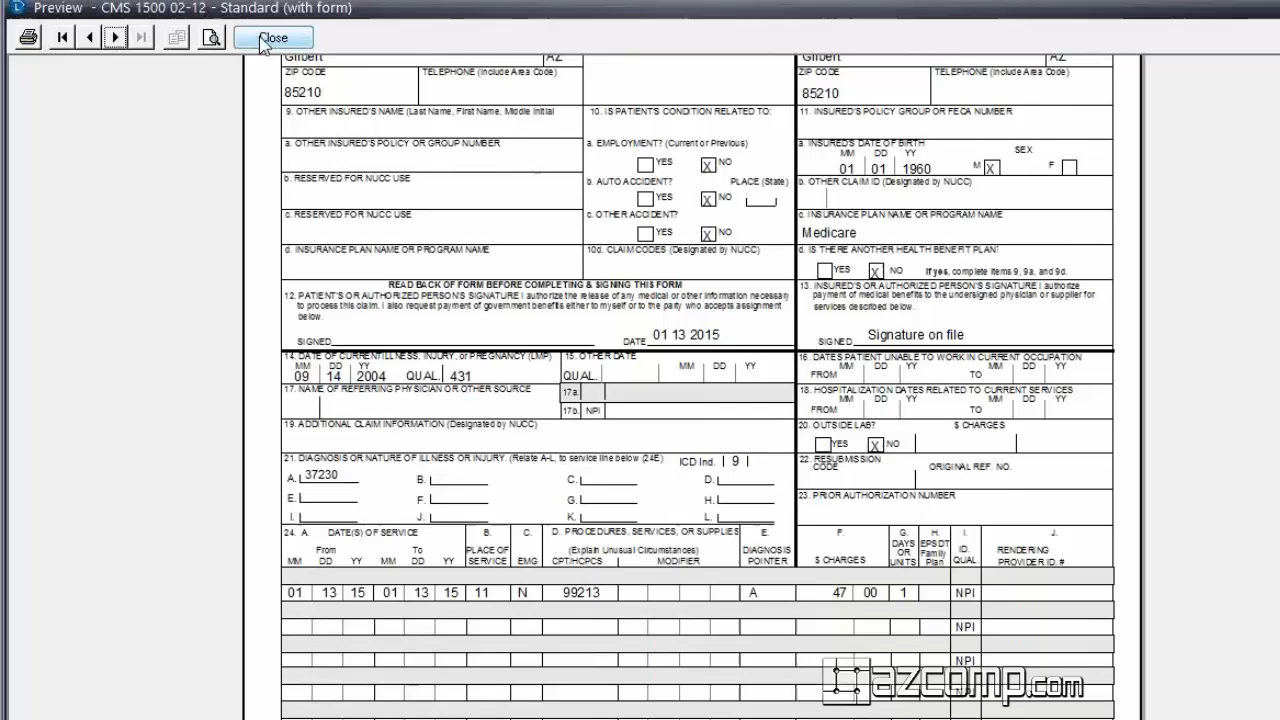 Preview - CMS 1500 02-12 - Standard (with form)
Close
Gilbert AZ Gilbert AZ
ZIP CODE TELEPHONE (Include Area Code) ZIP CODE TELEPHONE (Include Area Code)
85210 85210
9. OTHER INSURED'S NAME (Last Name, First Name, Middle Initial 10. IS PATIENT'S CONDITION RELATED TO: 11. INSURED'S POLICY GROUP OR FECA NUMBER
a. OTHER INSURED'S POLICY OR GROUP NUMBER a. EMPLOYMENT? (Current or Previous) a. INSURED'S DATE OF BIRTH SEX
MM DD YY
YES X NO 01 01 1960 M X F
b. RESERVED FOR NUCC USE b. AUTO ACCIDENT? PLACE (State) b. OTHER CLAIM ID (Designated by NUCC)
YES X NO
c. RESERVED FOR NUCC USE c. OTHER ACCIDENT? c. INSURANCE PLAN NAME OR PROGRAM NAME
YES X NO Medicare
d. INSURANCE PLAN NAME OR PROGRAM NAME 10d. CLAIM CODES (Designated by NUCC) d. IS THERE ANOTHER HEALTH BENEFIT PLAN?
YES X NO If yes, complete items 9, 9a, and 9d.
READ BACK OF FORM BEFORE COMPLETING & SIGNING THIS FORM
12. PATIENT'S OR AUTHORIZED PERSON'S SIGNATURE I authorize the release of any medical or other information necessary
to process this claim. I also request payment of government benefits either to myself or to the party who accepts assignment
below.
SIGNED DATE 01 13 2015
13. INSURED'S OR AUTHORIZED PERSON'S SIGNATURE I authorize
payment of medical benefits to the undersigned physician or supplier for
services described below.
SIGNED Signature on file
14. DATE OF CURRENT ILLNESS, INJURY, or PREGNANCY (LMP) 15. OTHER DATE 16. DATES PATIENT UNABLE TO WORK IN CURRENT OCCUPATION
MM DD YY MM DD YY MM DD YY MM DD YY
09 14 2004 QUAL. 431 QUAL. FROM TO
17. NAME OF REFERRING PHYSICIAN OR OTHER SOURCE 17a. 18. HOSPITALIZATION DATES RELATED TO CURRENT SERVICES
MM DD YY MM DD YY
17b. NPI FROM TO
19. ADDITIONAL CLAIM INFORMATION (Designated by NUCC) 20. OUTSIDE LAB? $ CHARGES
YES X NO
21. DIAGNOSIS OR NATURE OF ILLNESS OR INJURY. (Relate A-L, to service line below (24E) ICD Ind. 9 22. RESUBMISSION
CODE ORIGINAL REF. NO.
A. 37230 B. C. D.
E. F. G. H. 23. PRIOR AUTHORIZATION NUMBER
I. J. K. L.
24. A. DATE(S) OF SERVICE B. C. D. PROCEDURES, SERVICES, OR SUPPLIES E. F. G. H. I. J.
From To PLACE OF (Explain Unusual Circumstances) DIAGNOSIS DAYS OR UNITS EPSDT Family Plan ID. RENDERING
MM DD YY MM DD YY SERVICE EMG CPT/HCPCS MODIFIER POINTER $ CHARGES QUAL. PROVIDER ID. #
01 13 15 01 13 15 11 N 99213 A 47 00 1 NPI
NPI
NPI
NPI
azcomp.com